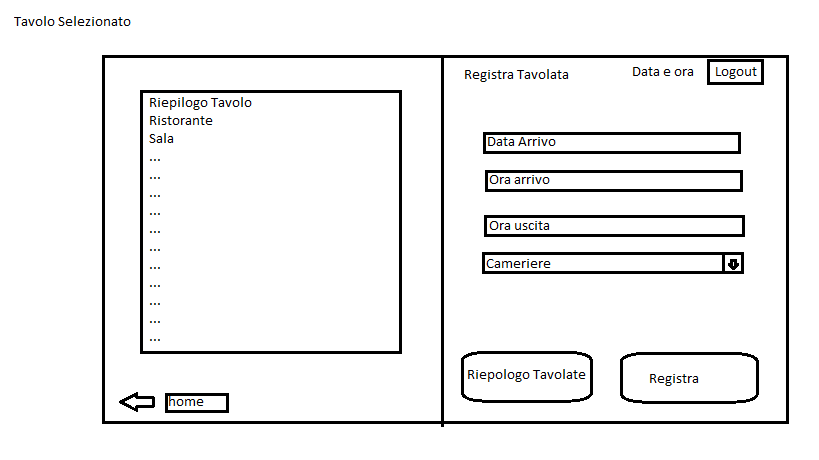 Tavolo Selezionato
Riepilogo Tavolo
Ristorante
Sala
...
...
...
...
...
...
...
...
...
...
...
home
Registra Tavolata
Data e ora
Logout
Data Arrivo
Ora arrivo
Ora uscita
Cameriere
Riepologo Tavolate
Registra